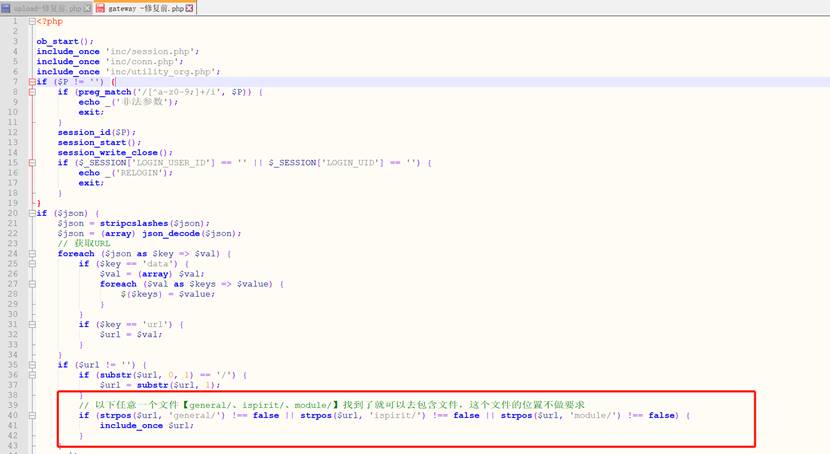 upload-修复前.php gateway -修复前.php
1 <?php
2
3 ob_start();
4 include_once 'inc/session.php';
5 include_once 'inc/conn.php';
6 include_once 'inc/utility_org.php';
7 if ($P != '') {
8 if (preg_match('/[^a-z0-9;]+/i', $P)) {
9 echo _('非法参数');
10 exit;
11 }
12 session_id($P);
13 session_start();
14 session_write_close();
15 if ($_SESSION['LOGIN_USER_ID'] == '' || $_SESSION['LOGIN_UID'] == '') {
16 echo _('RELOGIN');
17 exit;
18 }
19 }
20 if ($json) {
21 $json = stripcslashes($json);
22 $json = (array) json_decode($json);
23 // 获取URL
24 foreach ($json as $key => $val) {
25 if ($key == 'data') {
26 $val = (array) $val;
27 foreach ($val as $keys => $value) {
28 ${$keys} = $value;
29 }
30 }
31 if ($key == 'url') {
32 $url = $val;
33 }
34 }
35 if ($url != '') {
36 if (substr($url, 0, 1) == '/') {
37 $url = substr($url, 1);
38 }
39 // 以下任意一个文件【general/、ispirit/、module/】找到了就可以去包含文件，这个文件的位置不做要求
40 if (strpos($url, 'general/') !== false || strpos($url, 'ispirit/') !== false || strpos($url, 'module/') !== false) {
41 include_once $url;
42 }
43 }